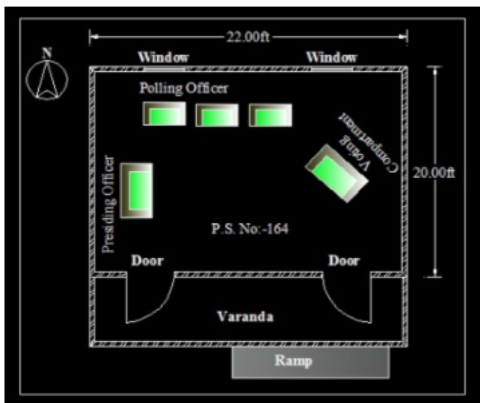 22.00ft
N
Window
Window
Polling Officer
Voting
Compartment
20.00ft
Presiding Officer
P.S. No:-164
Door
Door
Varanda
Ramp